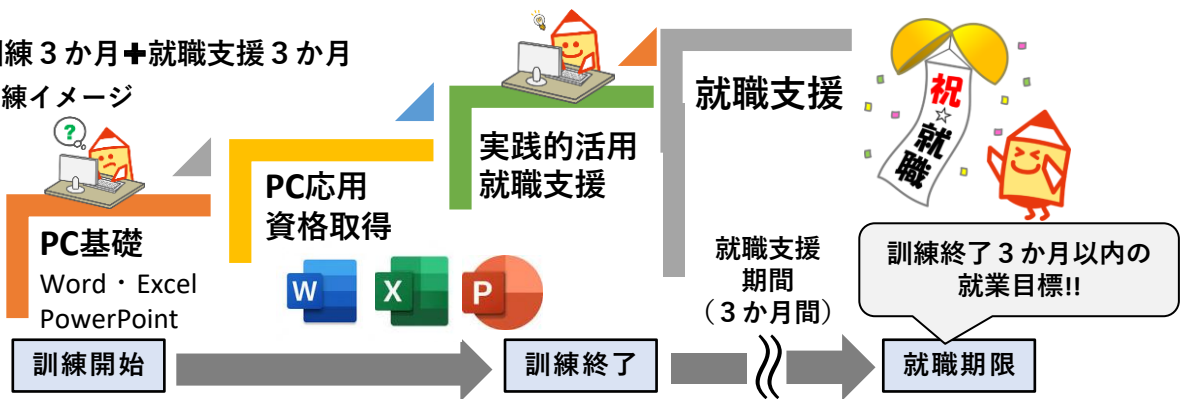 訓練３か月✚就職支援３か月
練イメージ
?
PC基礎
Word・Excel
PowerPoint
PC応用
資格取得
W
X
P
実践的活用
就職支援
就職支援
祝☆就職
就職支援
期間
（３か月間）
訓練終了３か月以内の
就業目標!!
訓練開始
訓練終了
就職期限